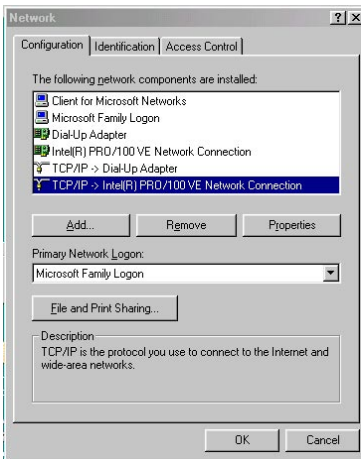 Network
Configuration Identification Access Control
The following network components are installed:
Client for Microsoft Networks
Microsoft Family Logon
Dial-Up Adapter
Intel(R) PRO/100 VE Network Connection
TCP/IP -> Dial-Up Adapter
TCP/IP -> Intel(R) PRO/100 VE Network Connection
Add... Remove Properties
Primary Network Logon:
Microsoft Family Logon
File and Print Sharing...
Description
TCP/IP is the protocol you use to connect to the Internet and
wide-area networks.
OK Cancel